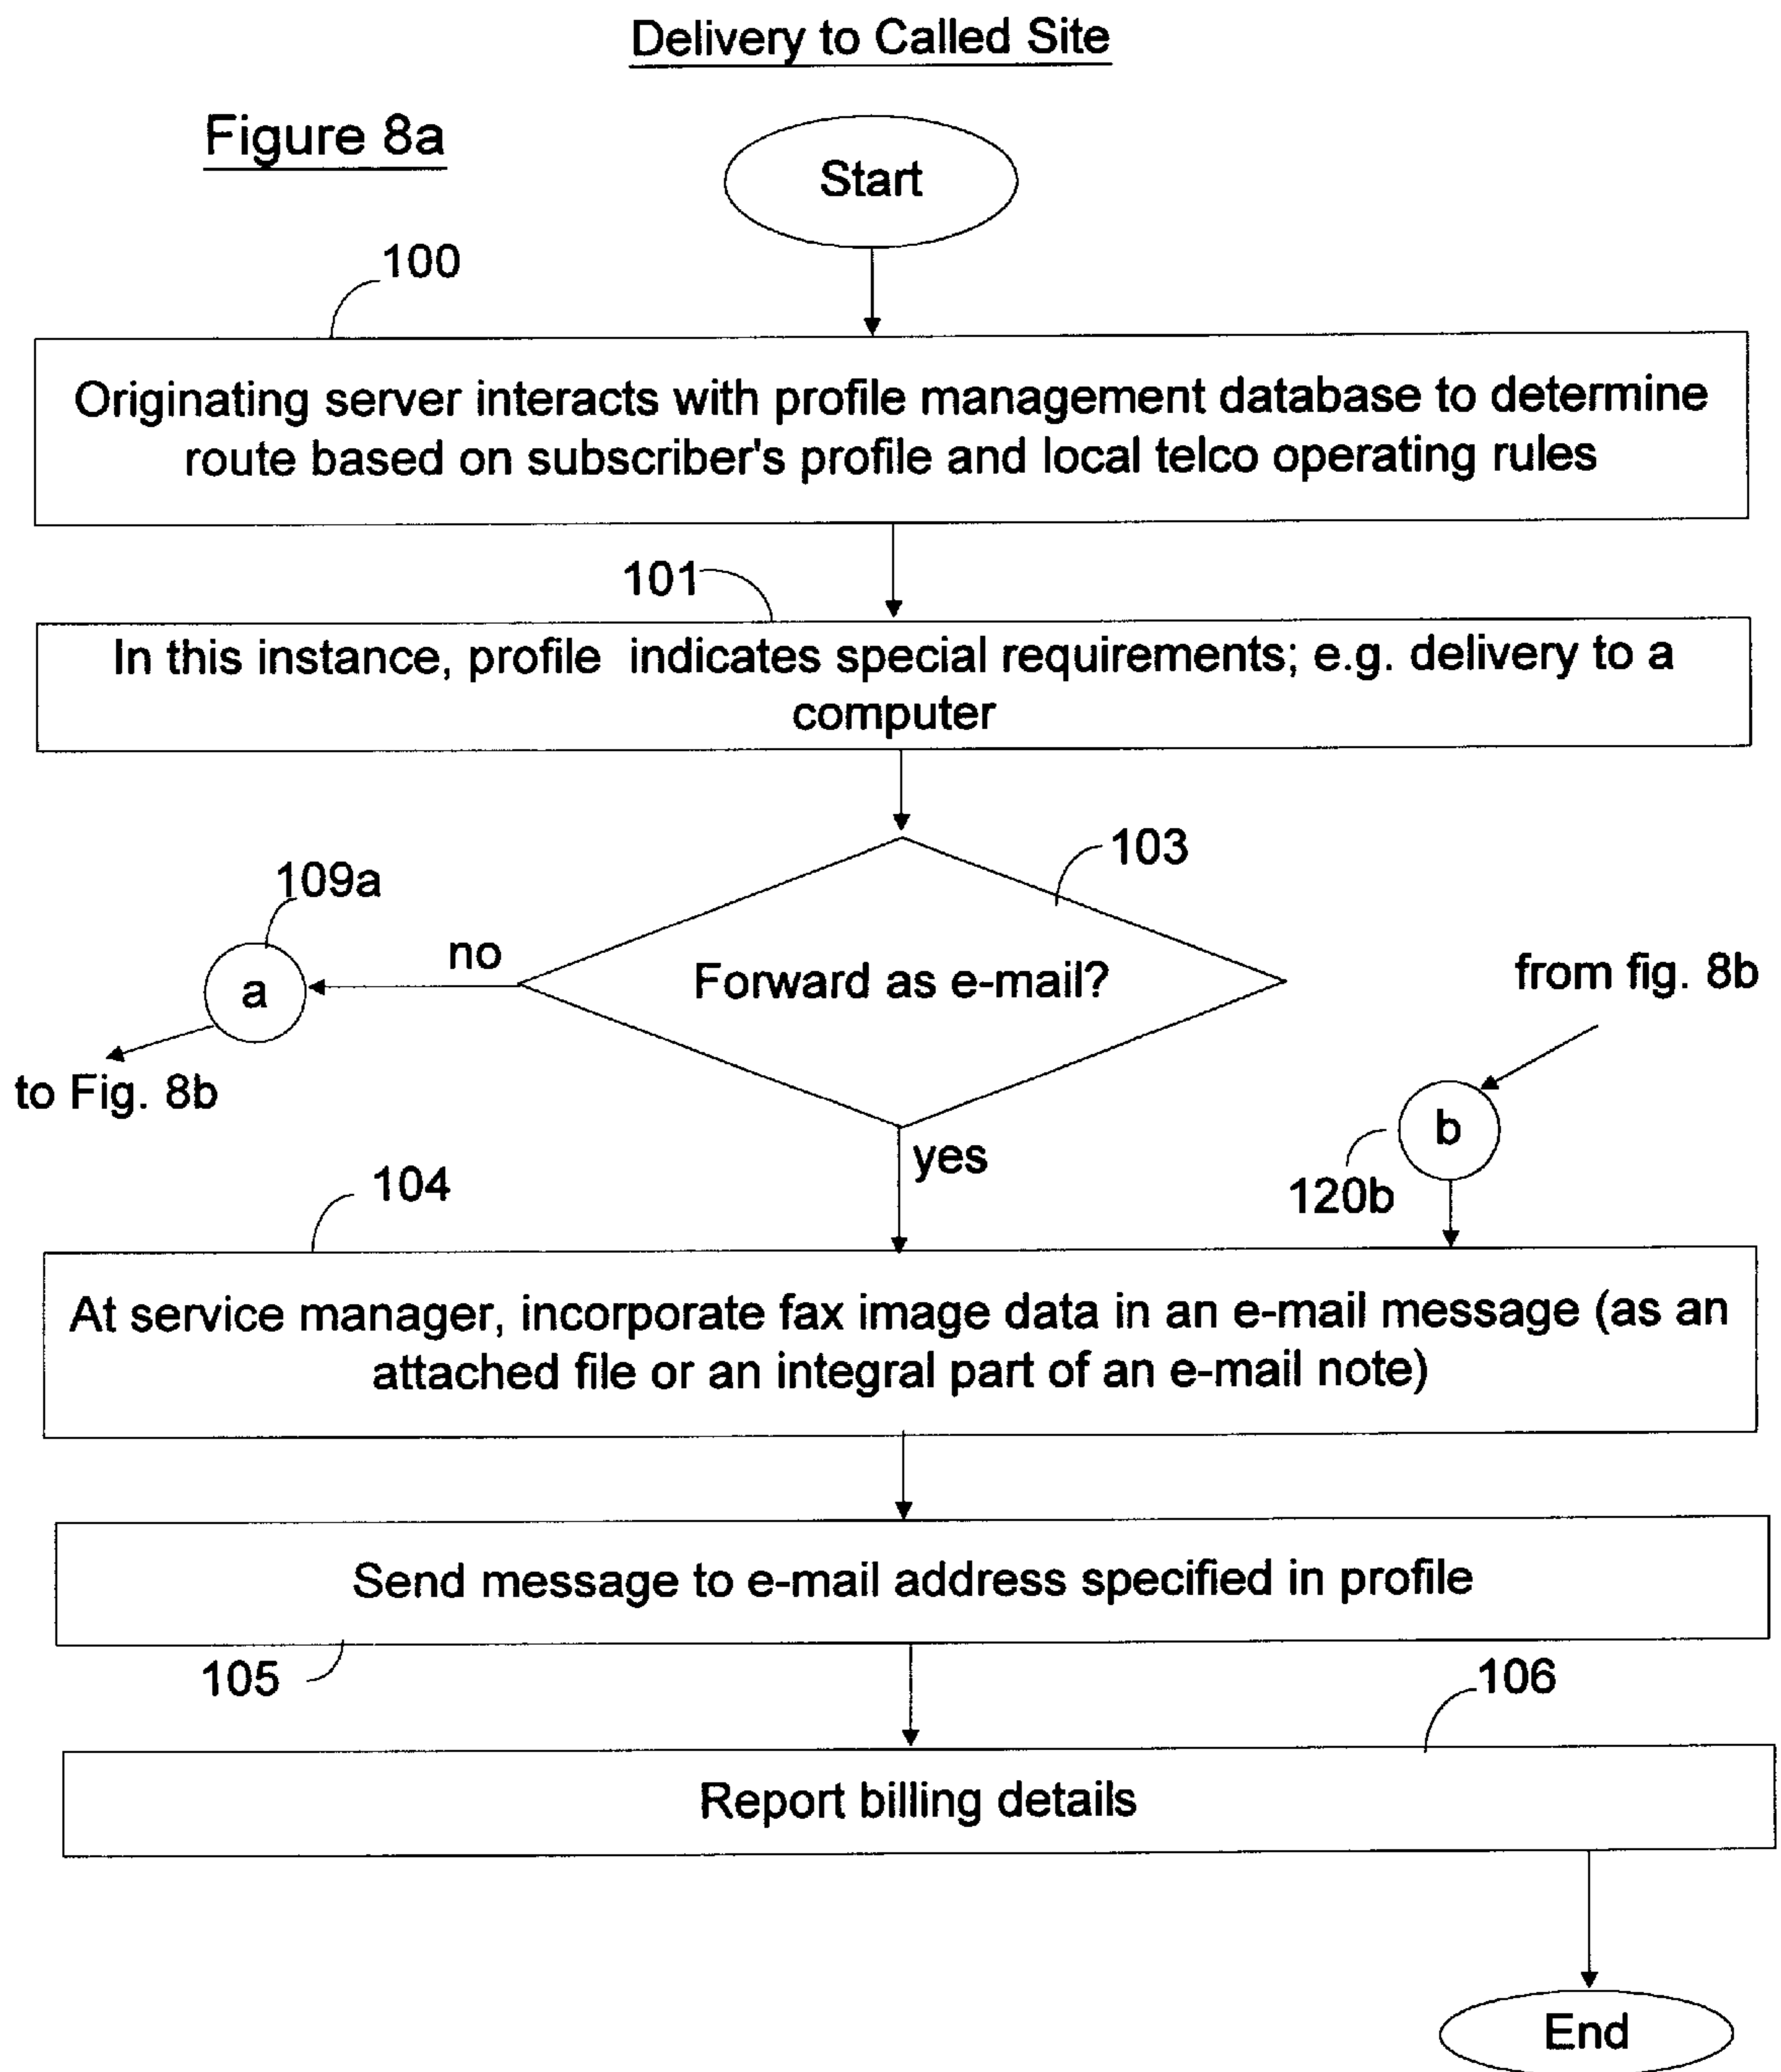 Delivery to Called Site
Figure 8a
Start
100
Originating server interacts with profile management database to determine
route based on subscriber's profile and local telco operating rules
101
In this instance, profile indicates special requirements; e.g. delivery to a
computer
103
109a
no
a
Forward as e-mail?
from fig. 8b
to Fig. 8b
b
yes
120b
104
At service manager, incorporate fax image data in an e-mail message (as an
attached file or an integral part of an e-mail note)
Send message to e-mail address specified in profile
105
106
Report billing details
End